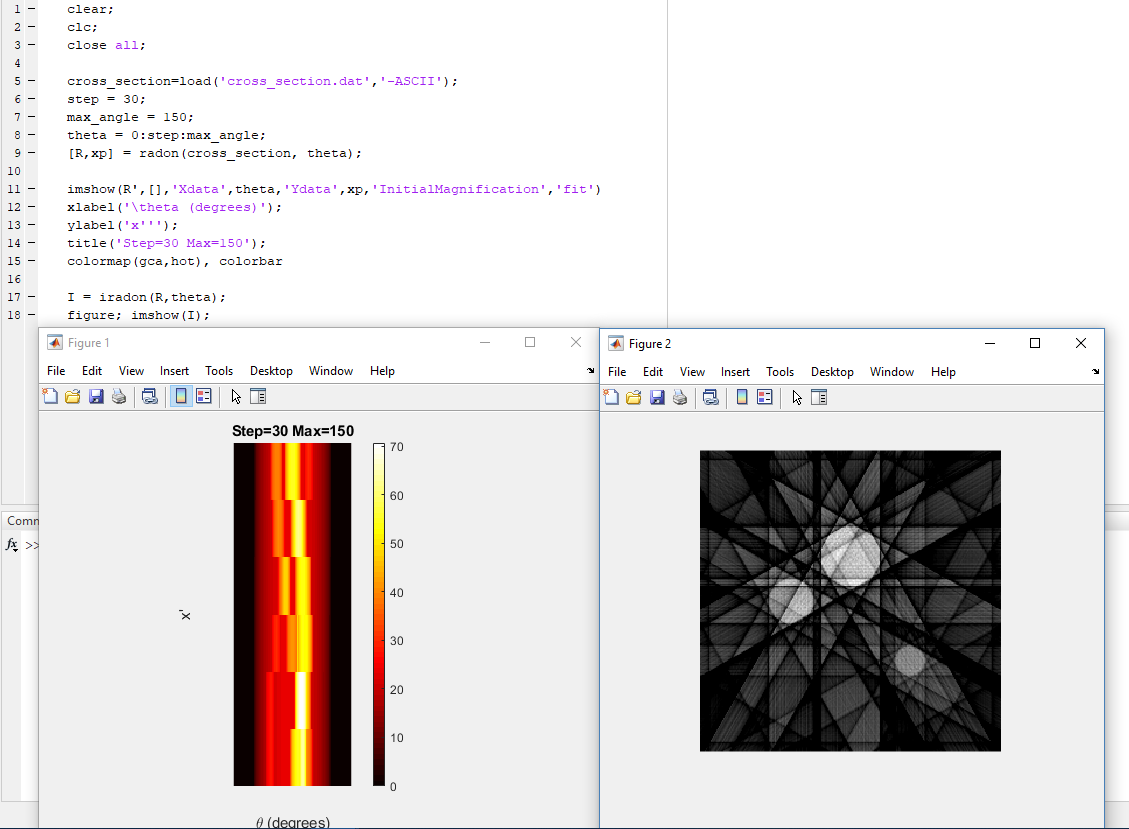 1 – clear;
2 – clc;
3 – close all;
4
5 – cross_section=load('cross_section.dat','-ASCII');
6 – step = 30;
7 – max_angle = 150;
8 – theta = 0:step:max_angle;
9 – [R,xp] = radon(cross_section, theta);
10
11 – imshow(R',[],'Xdata',theta,'Ydata',xp,'InitialMagnification','fit')
12 – xlabel('\theta (degrees)');
13 – ylabel('x''');
14 – title('Step=30 Max=150');
15 – colormap(gca,hot), colorbar
16
17 – I = iradon(R,theta);
18 – figure; imshow(I);
Figure 1
File Edit View Insert Tools Desktop Window Help
Step=30 Max=150
70
60
50
40
30
20
10
0
x'
θ (degrees)
Figure 2
File Edit View Insert Tools Desktop Window Help
Comm
fx >>